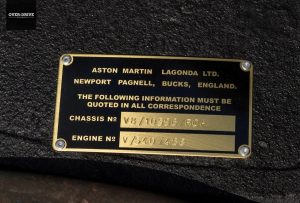 OVERDRIVE
ASTON MARTIN LAGONDA LTD.
NEWPORT PAGNELL, BUCKS, ENGLAND.
THE FOLLOWING INFORMATION MUST BE
QUOTED IN ALL CORRESPONDENCE
CHASSIS Nº
ENGINE Nº